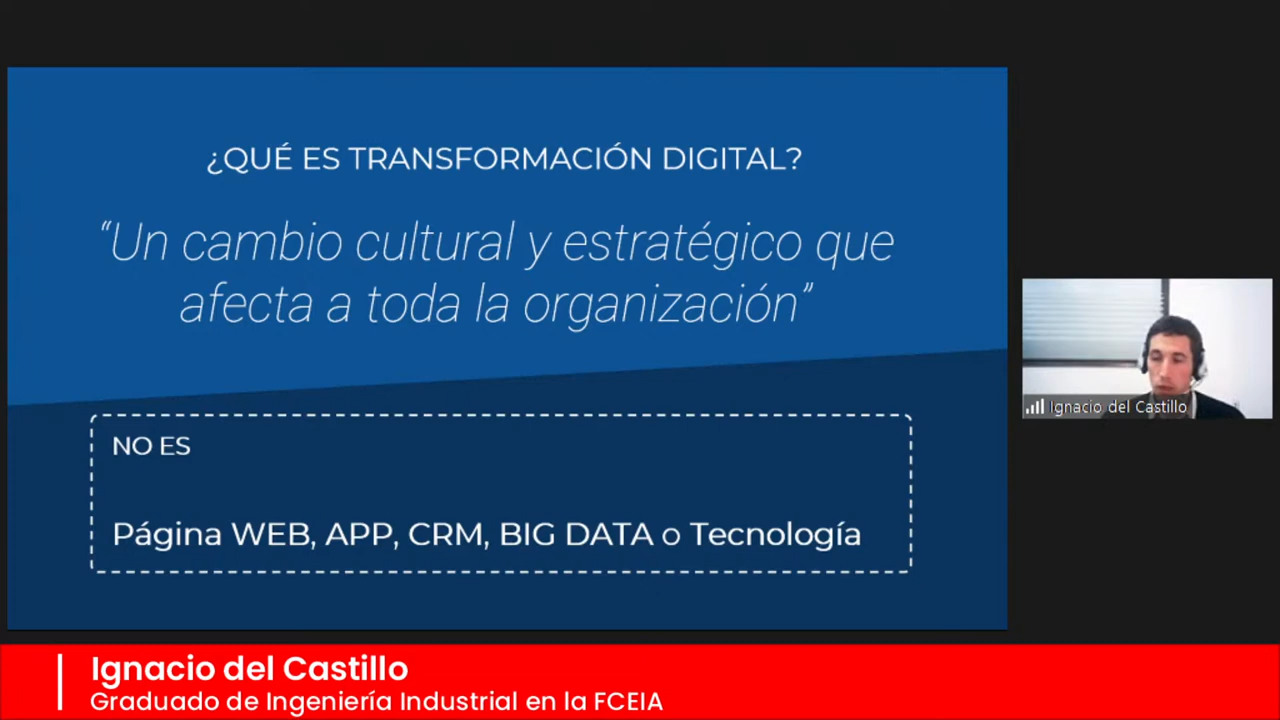 ¿QUÉ ES TRANSFORMACIÓN DIGITAL?
“Un cambio cultural y estratégico que
afecta a toda la organización”
NO ES
Página WEB, APP, CRM, BIG DATA o Tecnología
Ignacio del Castillo
Ignacio del Castillo
Graduado de Ingeniería Industrial en la FCEIA